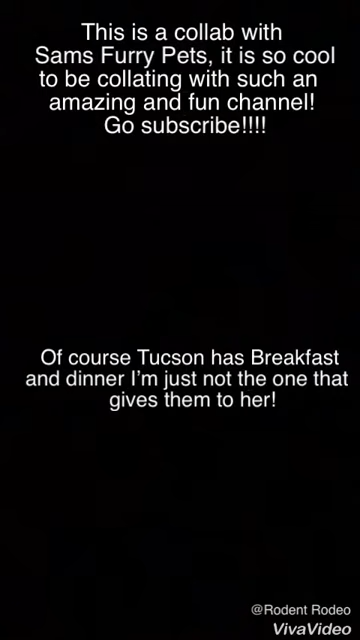 This is a collab with
Sams Furry Pets, it is so cool
to be collating with such an
amazing and fun channel!
Go subscribe!!!!
Of course Tucson has Breakfast
and dinner I'm just not the one that
gives them to her!
@Rodent Rodeo
VivaVideo